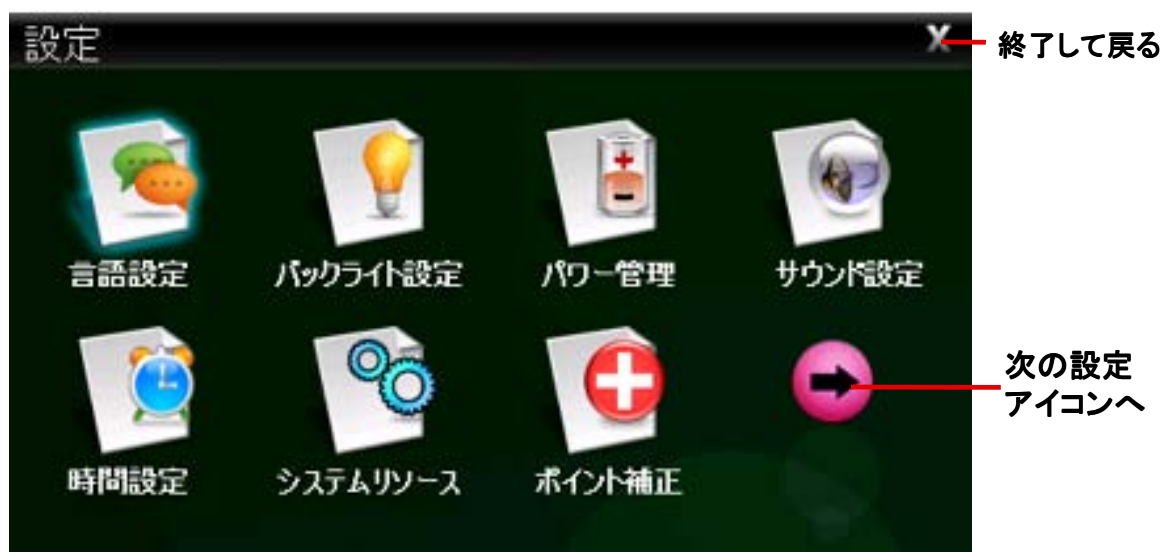 設定
X
終了して戻る
言語設定
バックライト設定
パワー管理
サウンド設定
次の設定
アイコンへ
時間設定
システムリソース
ポイント補正